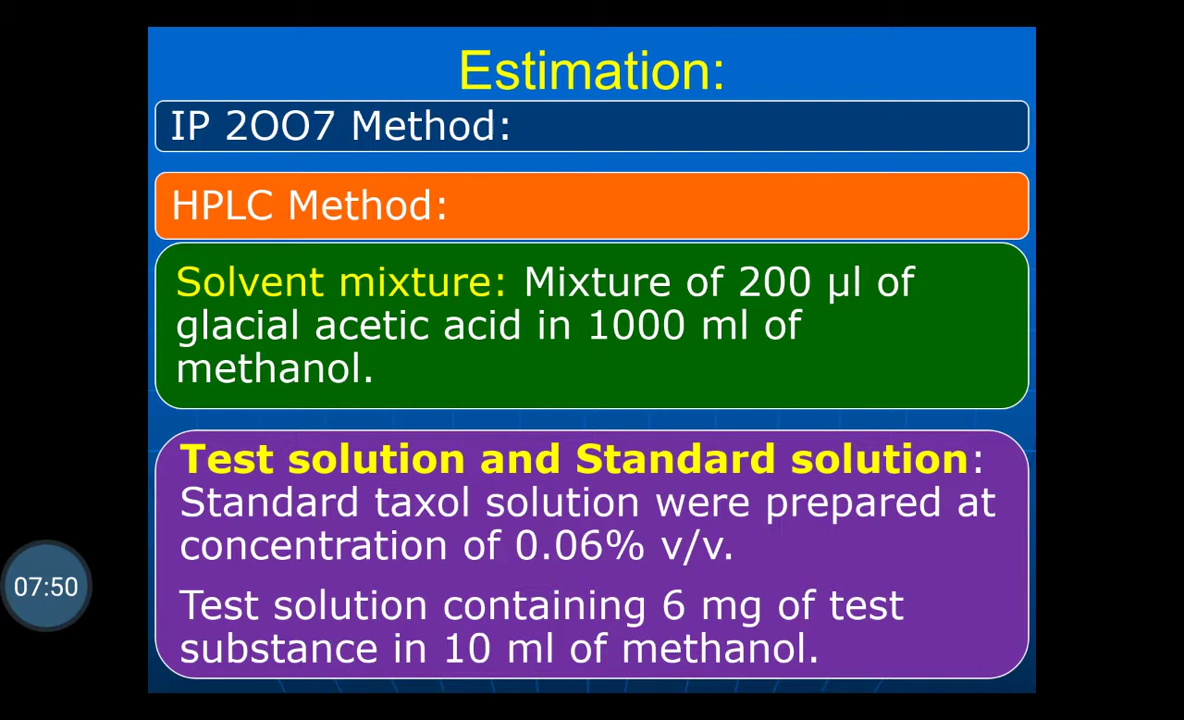 Estimation:
IP 2OO7 Method:
HPLC Method:
Solvent mixture: Mixture of 200 µl of
glacial acetic acid in 1000 ml of
methanol.
Test solution and Standard solution:
Standard taxol solution were prepared at
concentration of 0.06% v/v.
07:50
Test solution containing 6 mg of test
substance in 10 ml of methanol.